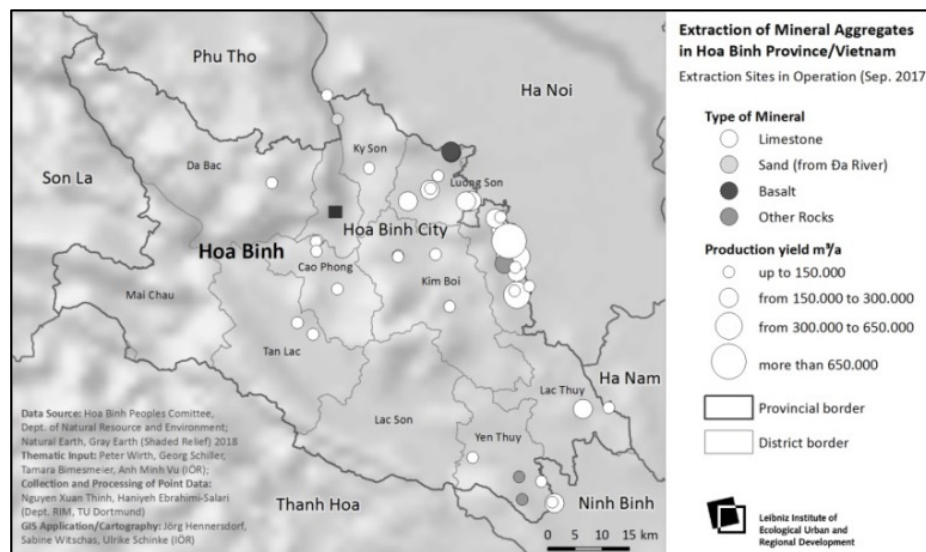 Phu Tho
Ha Noi
Son La
Da Bac
Ky Son
Luong Son
Hoa Binh City
Hoa Binh
Cao Phong
Kim Boi
Mai Chau
Tan Lac
Lac Son
Lac Thuy
Ha Nam
Yen Thuy
Thanh Hoa
Ninh Binh
Data Source: Hoa Binh Peoples Comittee,
Dept. of Natural Resource and Environment;
Natural Earth, Gray Earth (Shaded Relief) 2018
Thematic Input: Peter Wirth, Georg Schiller,
Tamara Bimesmeier, Anh Minh Vu (IÖR);
Collection and Processing of Point Data:
Nguyen Xuan Thinh, Haniyeh Ebrahimi-Salari
(Dept. RIM, TU Dortmund)
GIS Application/Cartography: Jörg Hennersdorf,
Sabine Witschas, Ulrike Schinke (IÖR)
0 5 10 15 km
Extraction of Mineral Aggregates
in Hoa Binh Province/Vietnam
Extraction Sites in Operation (Sep. 2017
Type of Mineral
Limestone
Sand (from Đa River)
Basalt
Other Rocks
Production yield m³/a
up to 150.000
from 150.000 to 300.000
from 300.000 to 650.000
more than 650.000
Provincial border
District border
Leibniz Institute of
Ecological Urban and
Regional Development